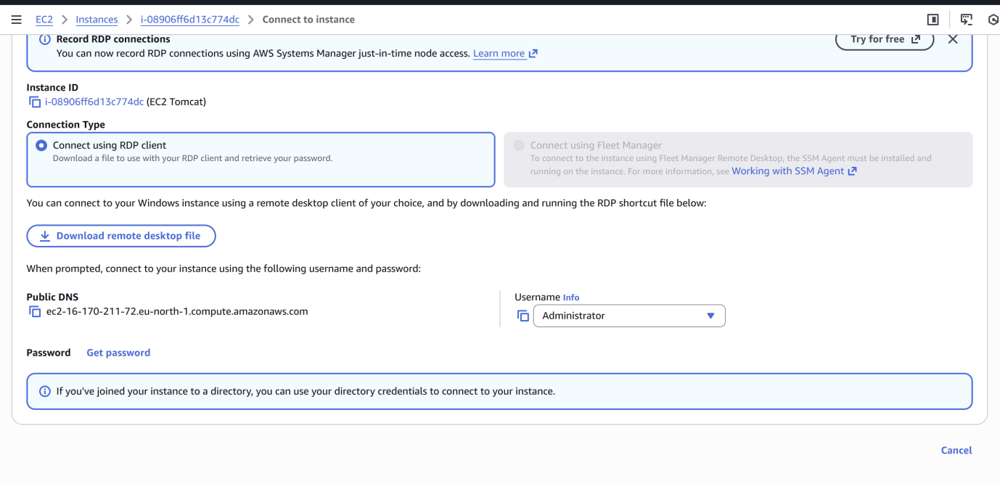 EC2 > Instances > i-08906ff6d13c774dc > Connect to instance
Record RDP connections
You can now record RDP connections using AWS Systems Manager just-in-time node access. Learn more
Try for free
Instance ID
i-08906ff6d13c774dc (EC2 Tomcat)
Connection Type
Connect using RDP client
Download a file to use with your RDP client and retrieve your password.
Connect using Fleet Manager
To connect to the instance using Fleet Manager Remote Desktop, the SSM Agent must be installed and
running on the instance. For more information, see Working with SSM Agent
You can connect to your Windows instance using a remote desktop client of your choice, and by downloading and running the RDP shortcut file below:
Download remote desktop file
When prompted, connect to your instance using the following username and password:
Public DNS
ec2-16-170-211-72.eu-north-1.compute.amazonaws.com
Username Info
Administrator
Password Get password
If you've joined your instance to a directory, you can use your directory credentials to connect to your instance.
Cancel